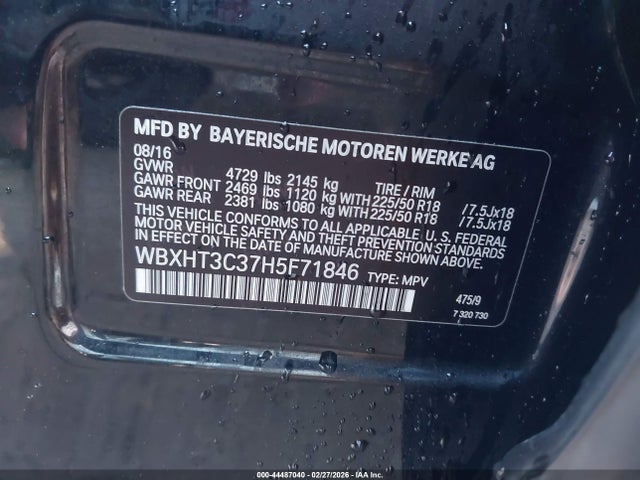 MFD BY BAYERISCHE MOTOREN WERKE AG
08/16
GVWR 4729 lbs 2145 kg TIRE / RIM
GAWR FRONT 2469 lbs 1120 kg WITH 225/50 R18 /7.5Jx18
GAWR REAR 2381 lbs 1080 kg WITH 225/50 R18 /7.5Jx18
THIS VEHICLE CONFORMS TO ALL APPLICABLE U.S. FEDERAL
MOTOR VEHICLE SAFETY AND THEFT PREVENTION STANDARDS
IN EFFECT ON THE DATE OF MANUFACTURE SHOWN ABOVE.
WBXHT3C37H5F71846 TYPE: MPV
475/9
7 320 730
000-44487040 - 02/27/2026 - IAA Inc.